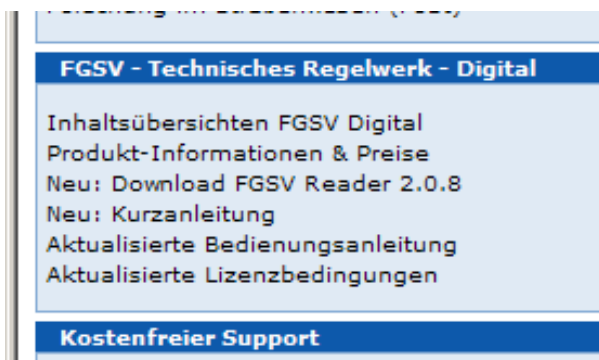 FGSV - Technisches Regelwerk - Digital
Inhaltsübersichten FGSV Digital
Produkt-Informationen & Preise
Neu: Download FGSV Reader 2.0.8
Neu: Kurzanleitung
Aktualisierte Bedienungsanleitung
Aktualisierte Lizenzbedingungen
Kostenfreier Support